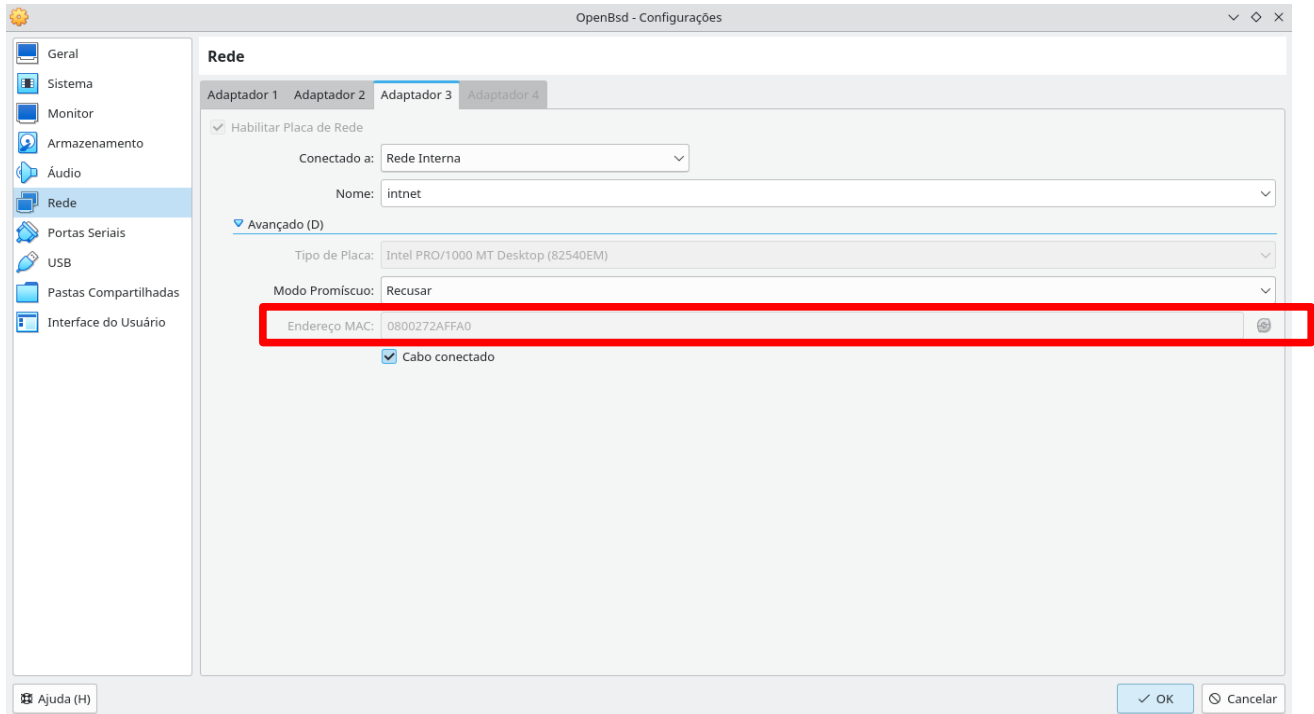 OpenBsd - Configurações
Geral
Sistema
Monitor
Armazenamento
Áudio
Rede
Portas Seriais
USB
Pastas Compartilhadas
Interface do Usuário
Rede
Adaptador 1 Adaptador 2 Adaptador 3 Adaptador 4
Habilitar Placa de Rede
Conectado a: Rede Interna
Nome: intnet
Avançado (D)
Tipo de Placa: Intel PRO/1000 MT Desktop (82540EM)
Modo Promíscuo: Recusar
Endereço MAC: 0800272AFFA0
Cabo conectado
Ajuda (H) OK Cancelar